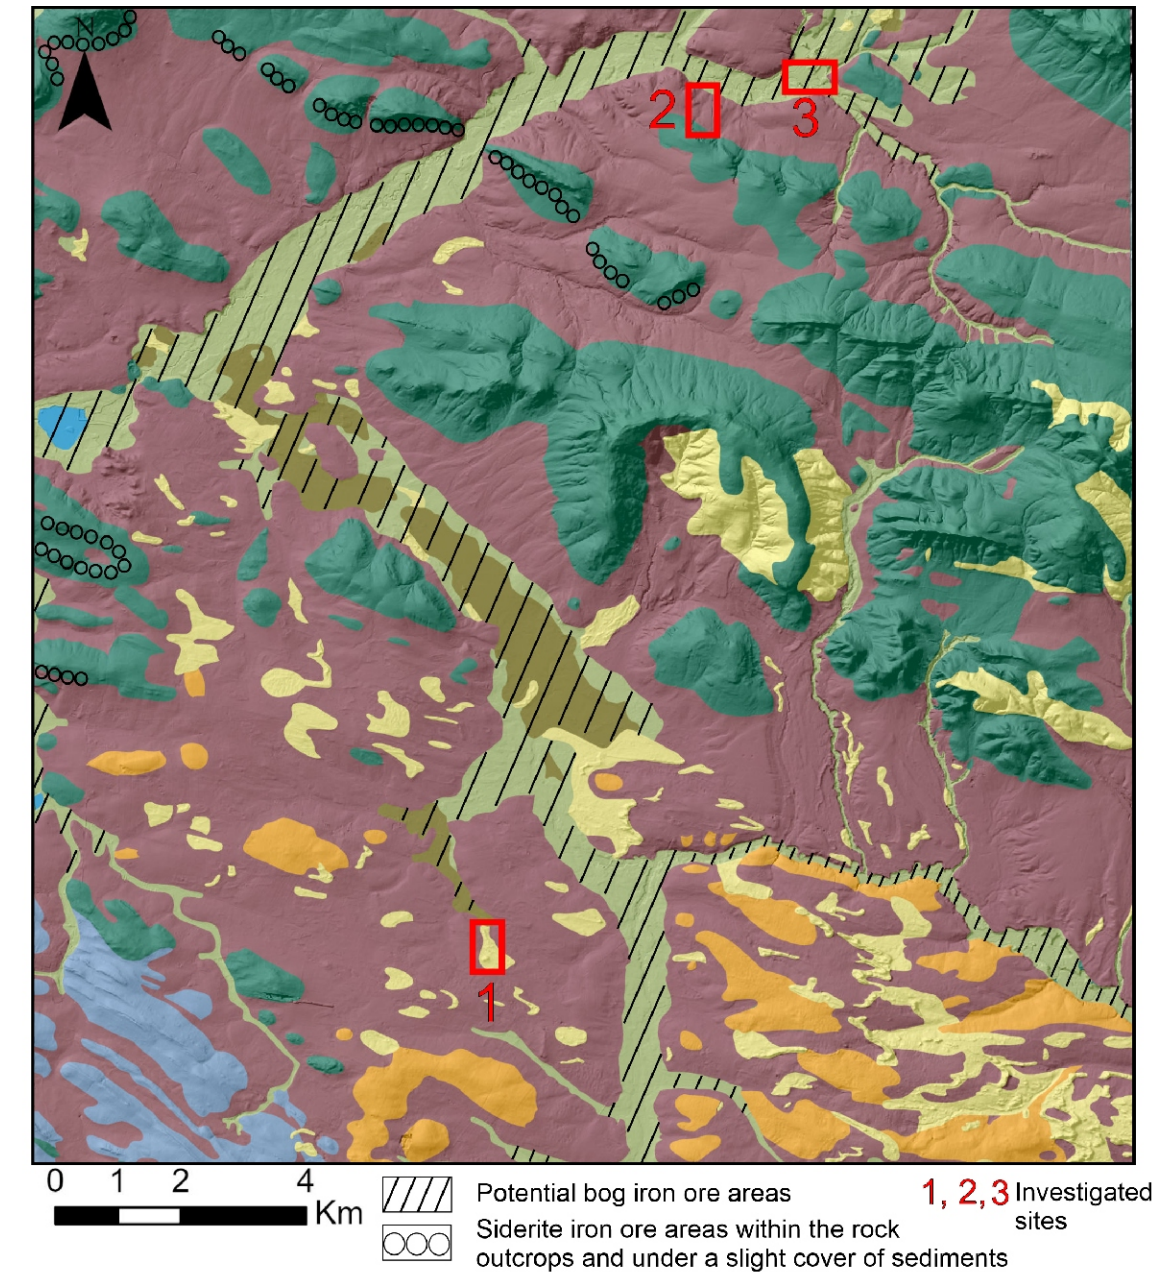 N
2
3
1
0 1 2 4
Km
Potential bog iron ore areas
Siderite iron ore areas within the rock
outcrops and under a slight cover of sediments
1, 2,3 Investigated
sites